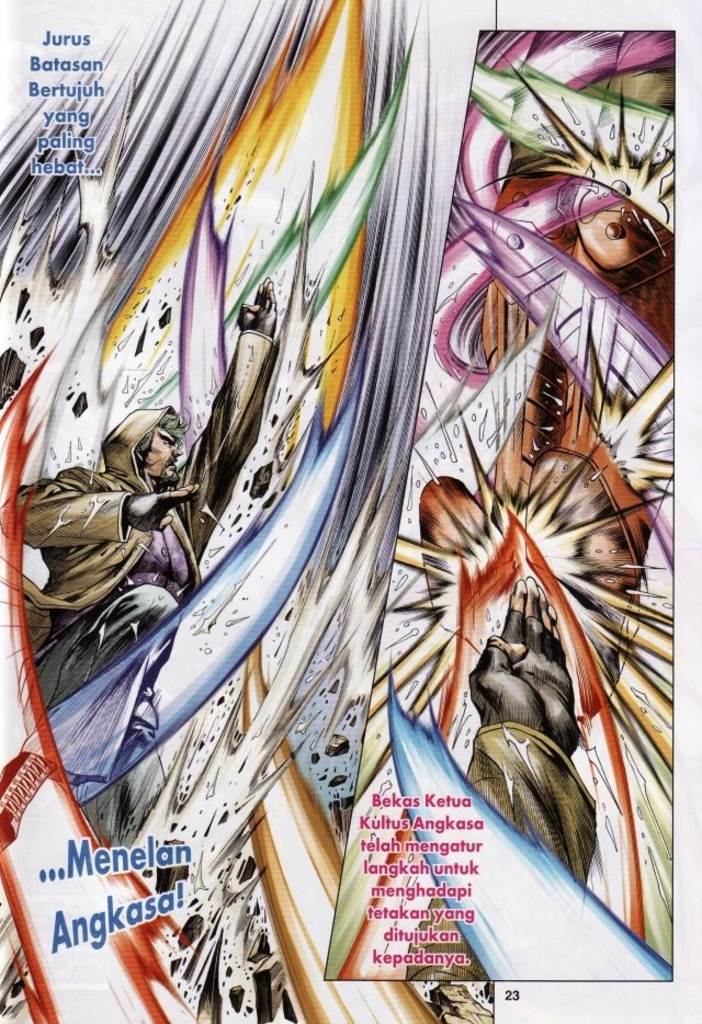 Jurus
Batasan
Bertujuh
yang
paling
hebat...
...Menelan
Angkasa!
Bekas Ketua
Kultus Angkasa
telah mengatur
langkah untuk
menghadapi
tetakan yang
ditujukan
kepadanya.
23